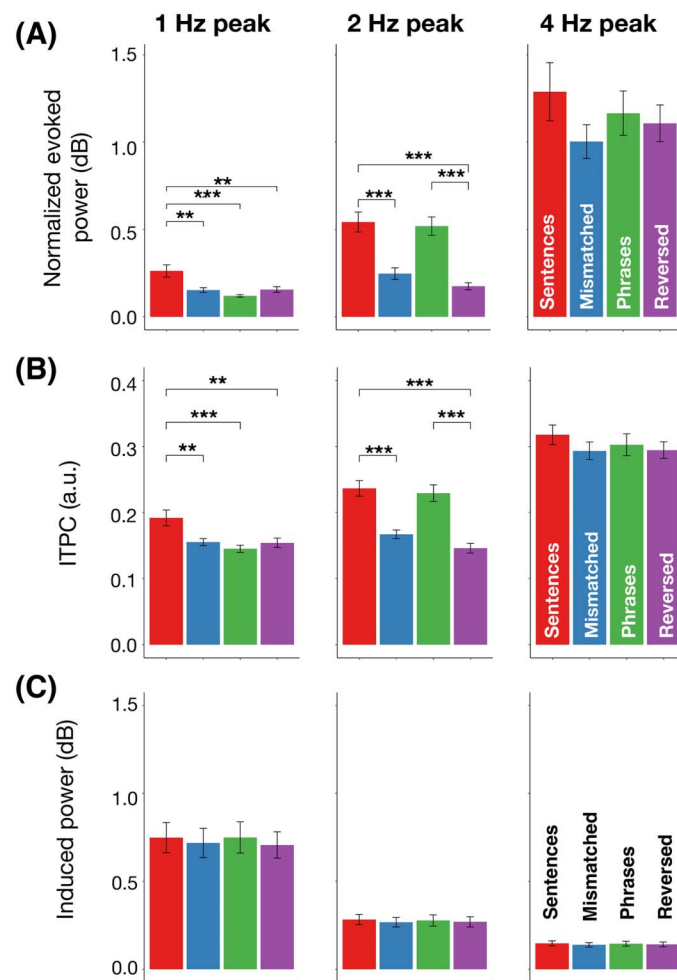 1 Hz peak 2 Hz peak 4 Hz peak
(A)
Normalized evoked
power (dB)
1.5
1.0
0.5
0.0
**
***
**
***
***
***
Sentences
Mismatched
Phrases
Reversed
(B)
ITPC (a.u.)
0.4
0.3
0.2
0.1
0.0
**
***
**
***
***
***
Sentences
Mismatched
Phrases
Reversed
(C)
Induced power (dB)
1.5
1.0
0.5
0.0
Sentences
Mismatched
Phrases
Reversed